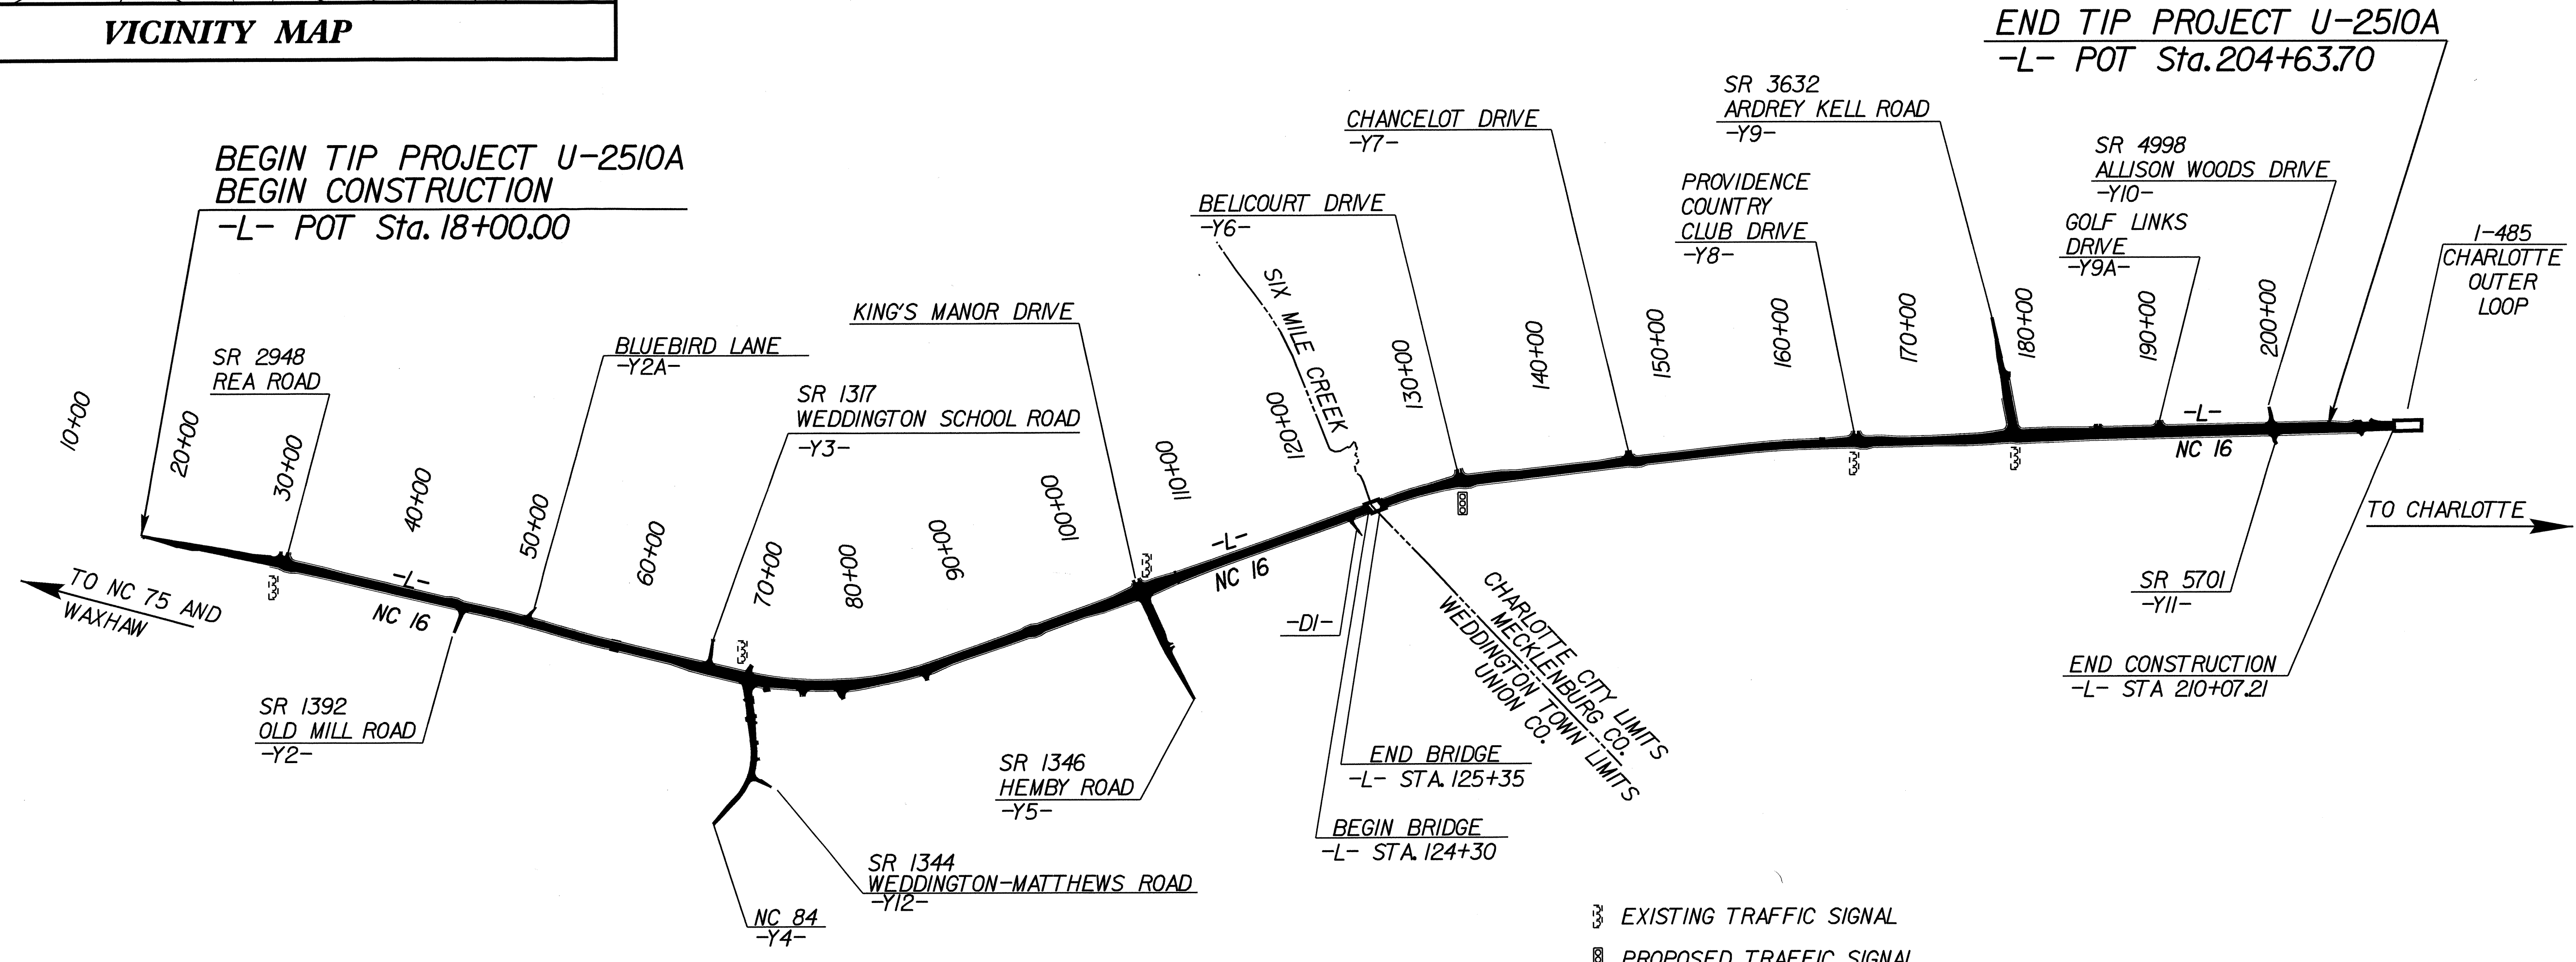 VICINITY MAP
END TIP PROJECT U-2510A
-L- POT Sta. 204+63.70
BEGIN TIP PROJECT U-2510A
BEGIN CONSTRUCTION
-L- POT Sta. 18+00.00
SR 3632
ARDREY KELL ROAD
-Y9-
CHANCELOT DRIVE
-Y7-
SR 4998
ALLISON WOODS DRIVE
-Y10-
PROVIDENCE
COUNTRY
CLUB DRIVE
-Y8-
BELICOURT DRIVE
-Y6-
GOLF LINKS
DRIVE
-Y9A-
I-485
CHARLOTTE
OUTER
LOOP
SIX MILE CREEK
KING'S MANOR DRIVE
BLUEBIRD LANE
-Y2A-
SR 2948
REA ROAD
SR 1317
WEDDINGTON SCHOOL ROAD
-Y3-
10+00
20+00
30+00
40+00
50+00
60+00
70+00
80+00
90+00
100+00
110+00
120+00
130+00
140+00
150+00
160+00
170+00
180+00
190+00
200+00
-L-
NC 16
-L-
NC 16
-L-
NC 16
TO NC 75 AND
WAXHAW
TO CHARLOTTE
-D1-
CHARLOTTE CITY LIMITS
MECKLENBURG CO.
WEDDINGTON TOWN LIMITS
UNION CO.
SR 5701
-Y11-
END CONSTRUCTION
-L- STA 210+07.21
SR 1392
OLD MILL ROAD
-Y2-
SR 1346
HEMBY ROAD
-Y5-
END BRIDGE
-L- STA. 125+35
BEGIN BRIDGE
-L- STA. 124+30
SR 1344
WEDDINGTON-MATTHEWS ROAD
-Y12-
NC 84
-Y4-
EXISTING TRAFFIC SIGNAL
PROPOSED TRAFFIC SIGNAL